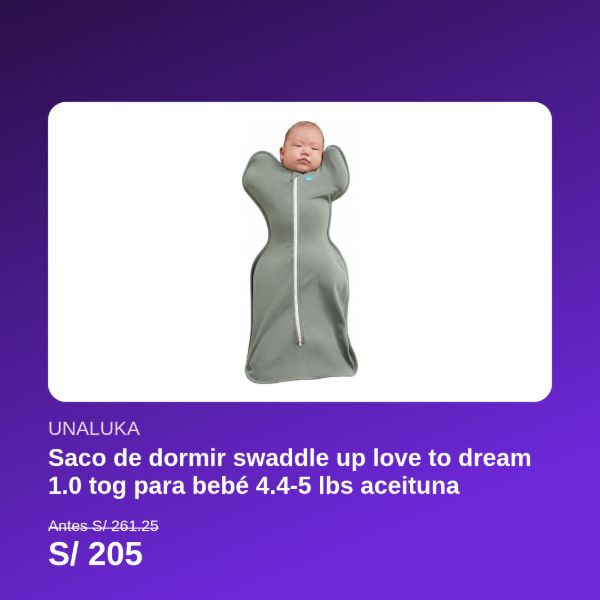 UNALUKA
Saco de dormir swaddle up love to dream
1.0 tog para bebé 4.4-5 lbs aceituna
Antes S/ 261.25
S/ 205